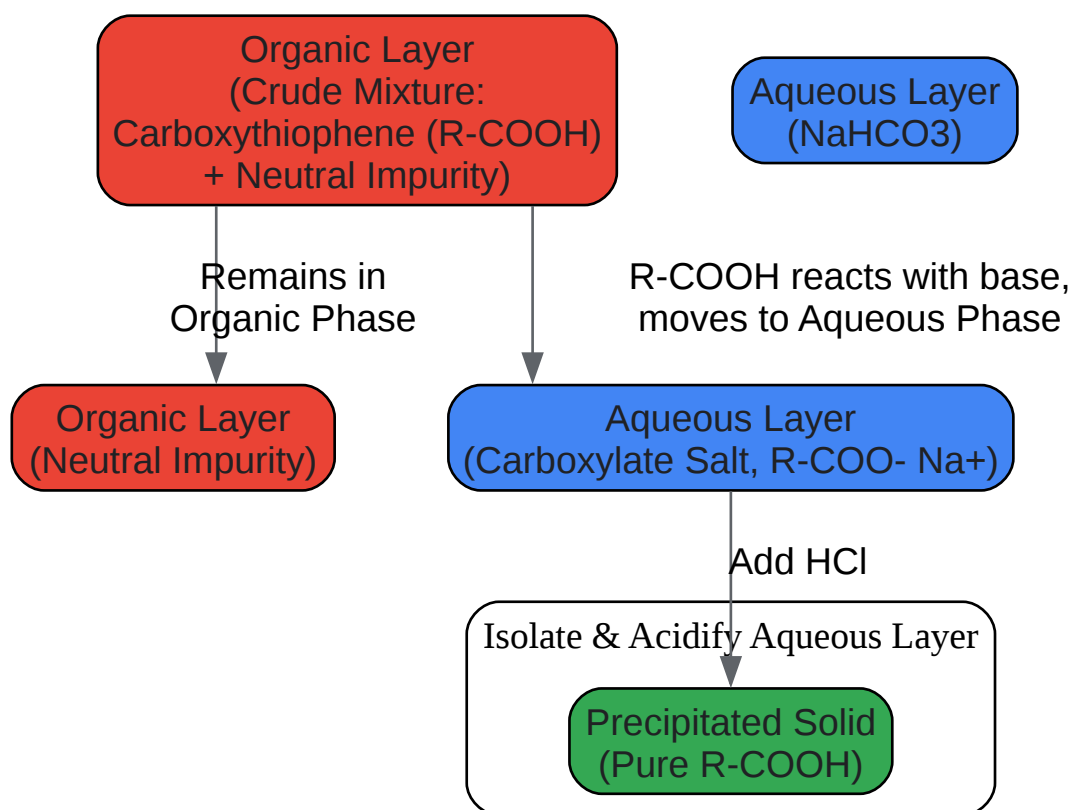 Organic Layer
(Crude Mixture:
Carboxythiophene (R-COOH)
+ Neutral Impurity)
Aqueous Layer
(NaHCO3)
Remains in
Organic Phase
R-COOH reacts with base,
moves to Aqueous Phase
Organic Layer
(Neutral Impurity)
Aqueous Layer
(Carboxylate Salt, R-COO- Na+)
Add HCl
Isolate & Acidify Aqueous Layer
Precipitated Solid
(Pure R-COOH)